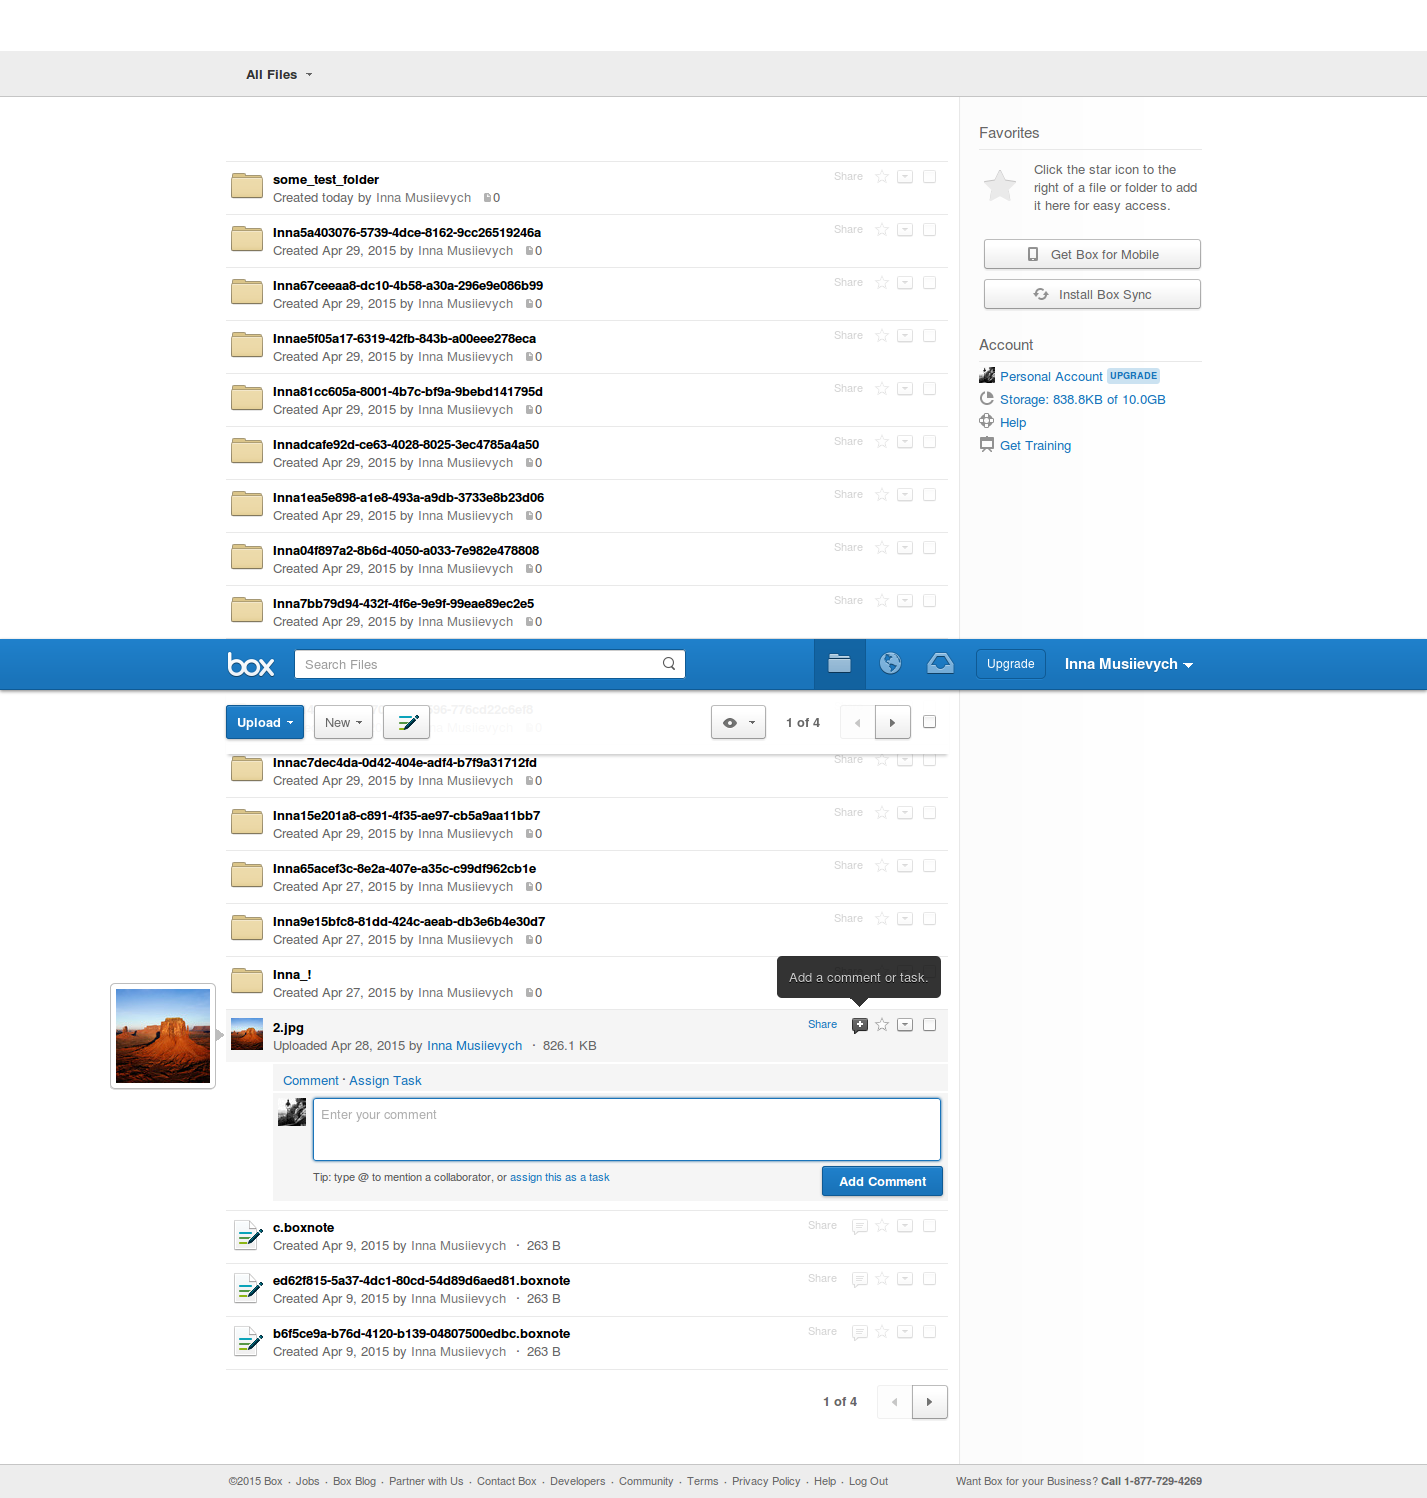 All Files
Favorites
Click the star icon to the
right of a file or folder to add
it here for easy access.
Get Box for Mobile
Install Box Sync
Account
Personal Account UPGRADE
Storage: 838.8KB of 10.0GB
Help
Get Training
some_test_folder Share
Created today by Inna Musiievych 0
Inna5a403076-5739-4dce-8162-9cc26519246a Share
Created Apr 29, 2015 by Inna Musiievych 0
Inna67ceeaa8-dc10-4b58-a30a-296e9e086b99 Share
Created Apr 29, 2015 by Inna Musiievych 0
Innae5f05a17-6319-42fb-843b-a00eee278eca Share
Created Apr 29, 2015 by Inna Musiievych 0
Inna81cc605a-8001-4b7c-bf9a-9bebd141795d Share
Created Apr 29, 2015 by Inna Musiievych 0
Innadcafe92d-ce63-4028-8025-3ec4785a4a50 Share
Created Apr 29, 2015 by Inna Musiievych 0
Inna1ea5e898-a1e8-493a-a9db-3733e8b23d06 Share
Created Apr 29, 2015 by Inna Musiievych 0
Inna04f897a2-8b6d-4050-a033-7e982e478808 Share
Created Apr 29, 2015 by Inna Musiievych 0
Inna7bb79d94-432f-4f6e-9e9f-99eae89ec2e5 Share
Created Apr 29, 2015 by Inna Musiievych 0
box Search Files Upgrade Inna Musiievych
Upload New 1 of 4
Innac7dec4da-0d42-404e-adf4-b7f9a31712fd Share
Created Apr 29, 2015 by Inna Musiievych 0
Inna15e201a8-c891-4f35-ae97-cb5a9aa11bb7 Share
Created Apr 29, 2015 by Inna Musiievych 0
Inna65acef3c-8e2a-407e-a35c-c99df962cb1e Share
Created Apr 27, 2015 by Inna Musiievych 0
Inna9e15bfc8-81dd-424c-aeab-db3e6b4e30d7 Share
Created Apr 27, 2015 by Inna Musiievych 0
Inna_!
Created Apr 27, 2015 by Inna Musiievych 0
Add a comment or task.
2.jpg Share
Uploaded Apr 28, 2015 by Inna Musiievych · 826.1 KB
Comment · Assign Task
Enter your comment
Tip: type @ to mention a collaborator, or assign this as a task
Add Comment
c.boxnote Share
Created Apr 9, 2015 by Inna Musiievych · 263 B
ed62f815-5a37-4dc1-80cd-54d89d6aed81.boxnote Share
Created Apr 9, 2015 by Inna Musiievych · 263 B
b6f5ce9a-b76d-4120-b139-04807500edbc.boxnote Share
Created Apr 9, 2015 by Inna Musiievych · 263 B
1 of 4
©2015 Box · Jobs · Box Blog · Partner with Us · Contact Box · Developers · Community · Terms · Privacy Policy · Help · Log Out
Want Box for your Business? Call 1-877-729-4269